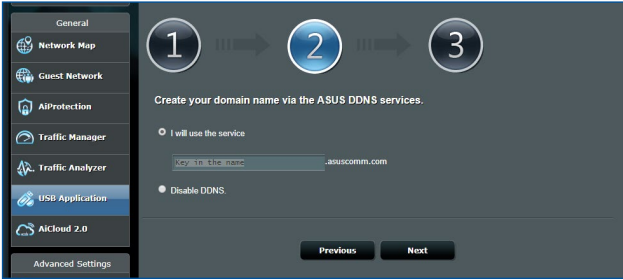 General
Network Map
Guest Network
AiProtection
Traffic Manager
Traffic Analyzer
USB Application
AiCloud 2.0
Advanced Settings
1
2
3
Create your domain name via the ASUS DDNS services.
I will use the service
Key in the name .asuscomm.com
Disable DDNS.
Previous Next